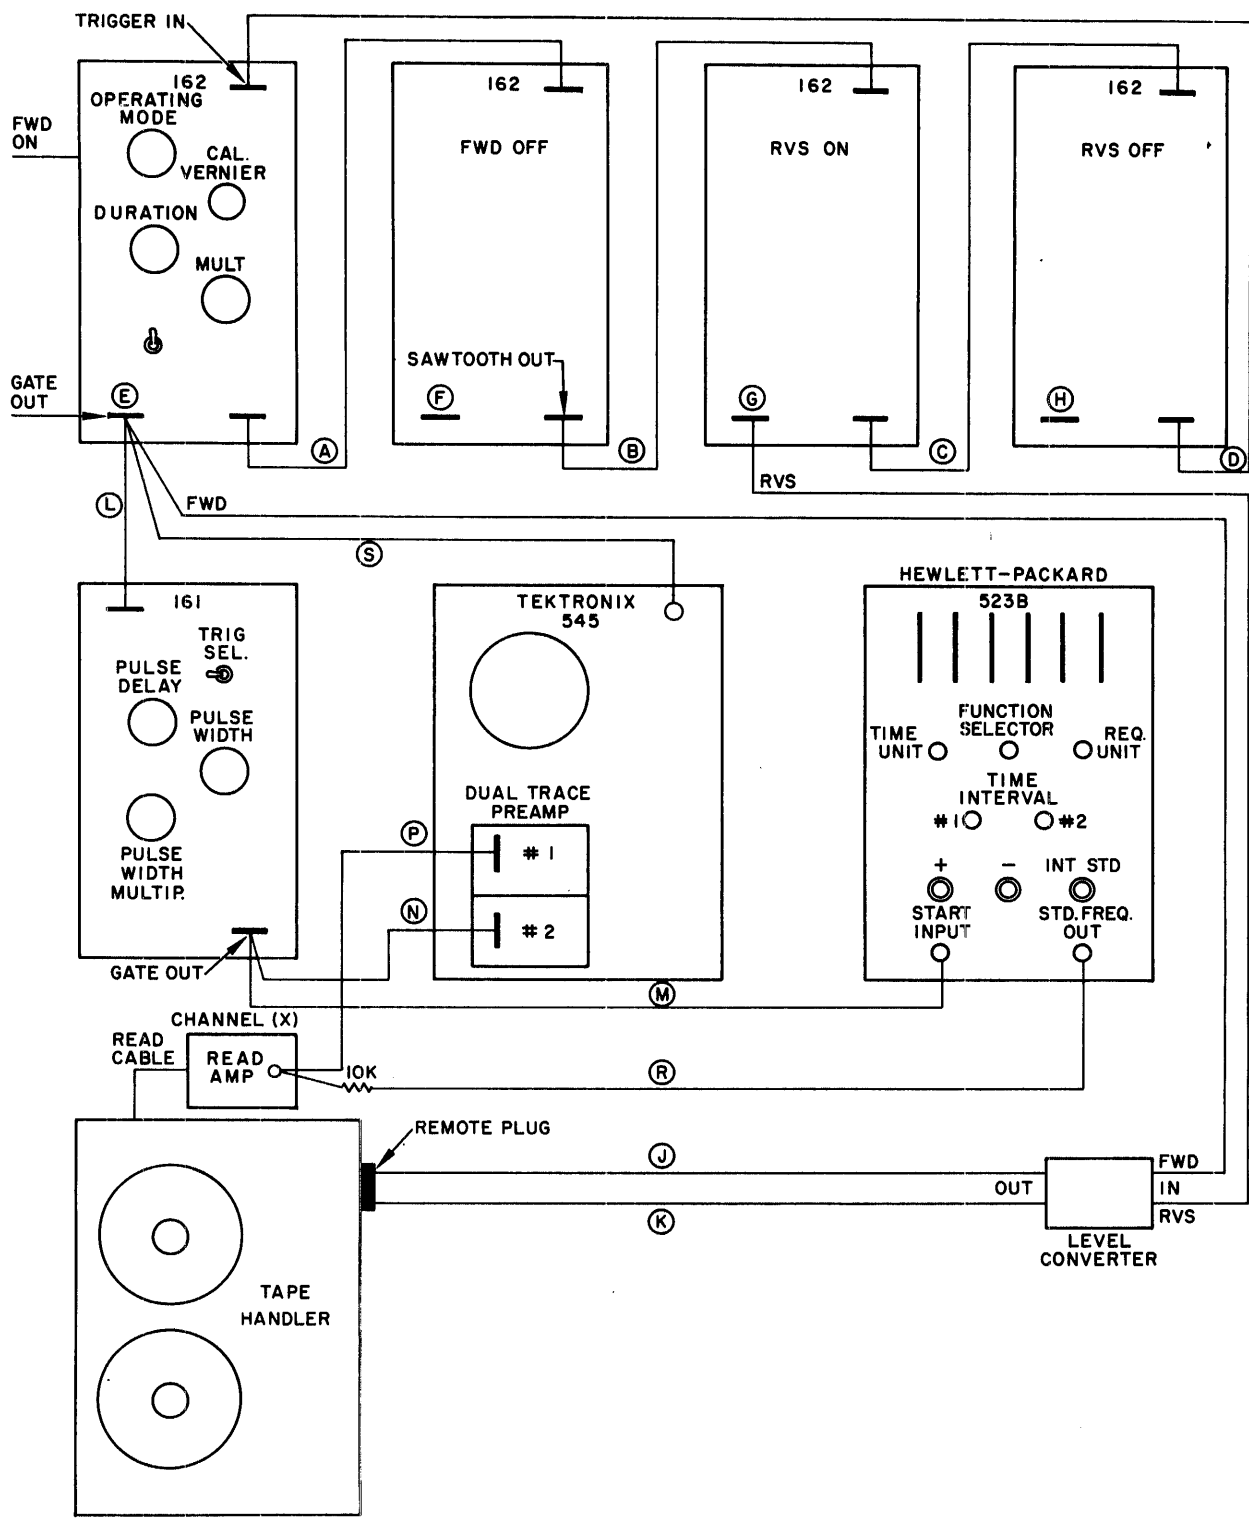 TRIGGER IN
162
OPERATING
MODE
FWD
ON
CAL.
VERNIER
DURATION
MULT
GATE
OUT
E
A
162
FWD OFF
SAWTOOTH OUT
F
B
162
RVS ON
G
C
RVS
162
RVS OFF
H
D
L
FWD
S
161
TRIG
SEL.
PULSE
DELAY
PULSE
WIDTH
PULSE
WIDTH
MULTIP.
GATE OUT
TEKTRONIX
545
DUAL TRACE
PREAMP
P
# 1
N
# 2
M
HEWLETT-PACKARD
523B
FUNCTION
SELECTOR
TIME
UNIT
REQ.
UNIT
TIME
INTERVAL
#1
#2
+
-
INT STD
START
INPUT
STD. FREQ.
OUT
CHANNEL (X)
READ
CABLE
READ
AMP
10K
R
REMOTE PLUG
J
K
OUT
FWD
IN
RVS
LEVEL
CONVERTER
TAPE
HANDLER